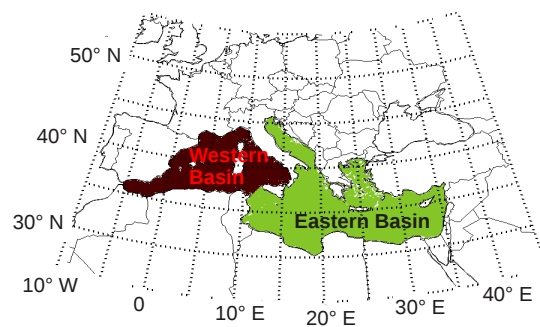 50° N
40° N
Western
Basin
30° N
Eastern Basin
10° W
0
10° E
20° E
30° E
40° E